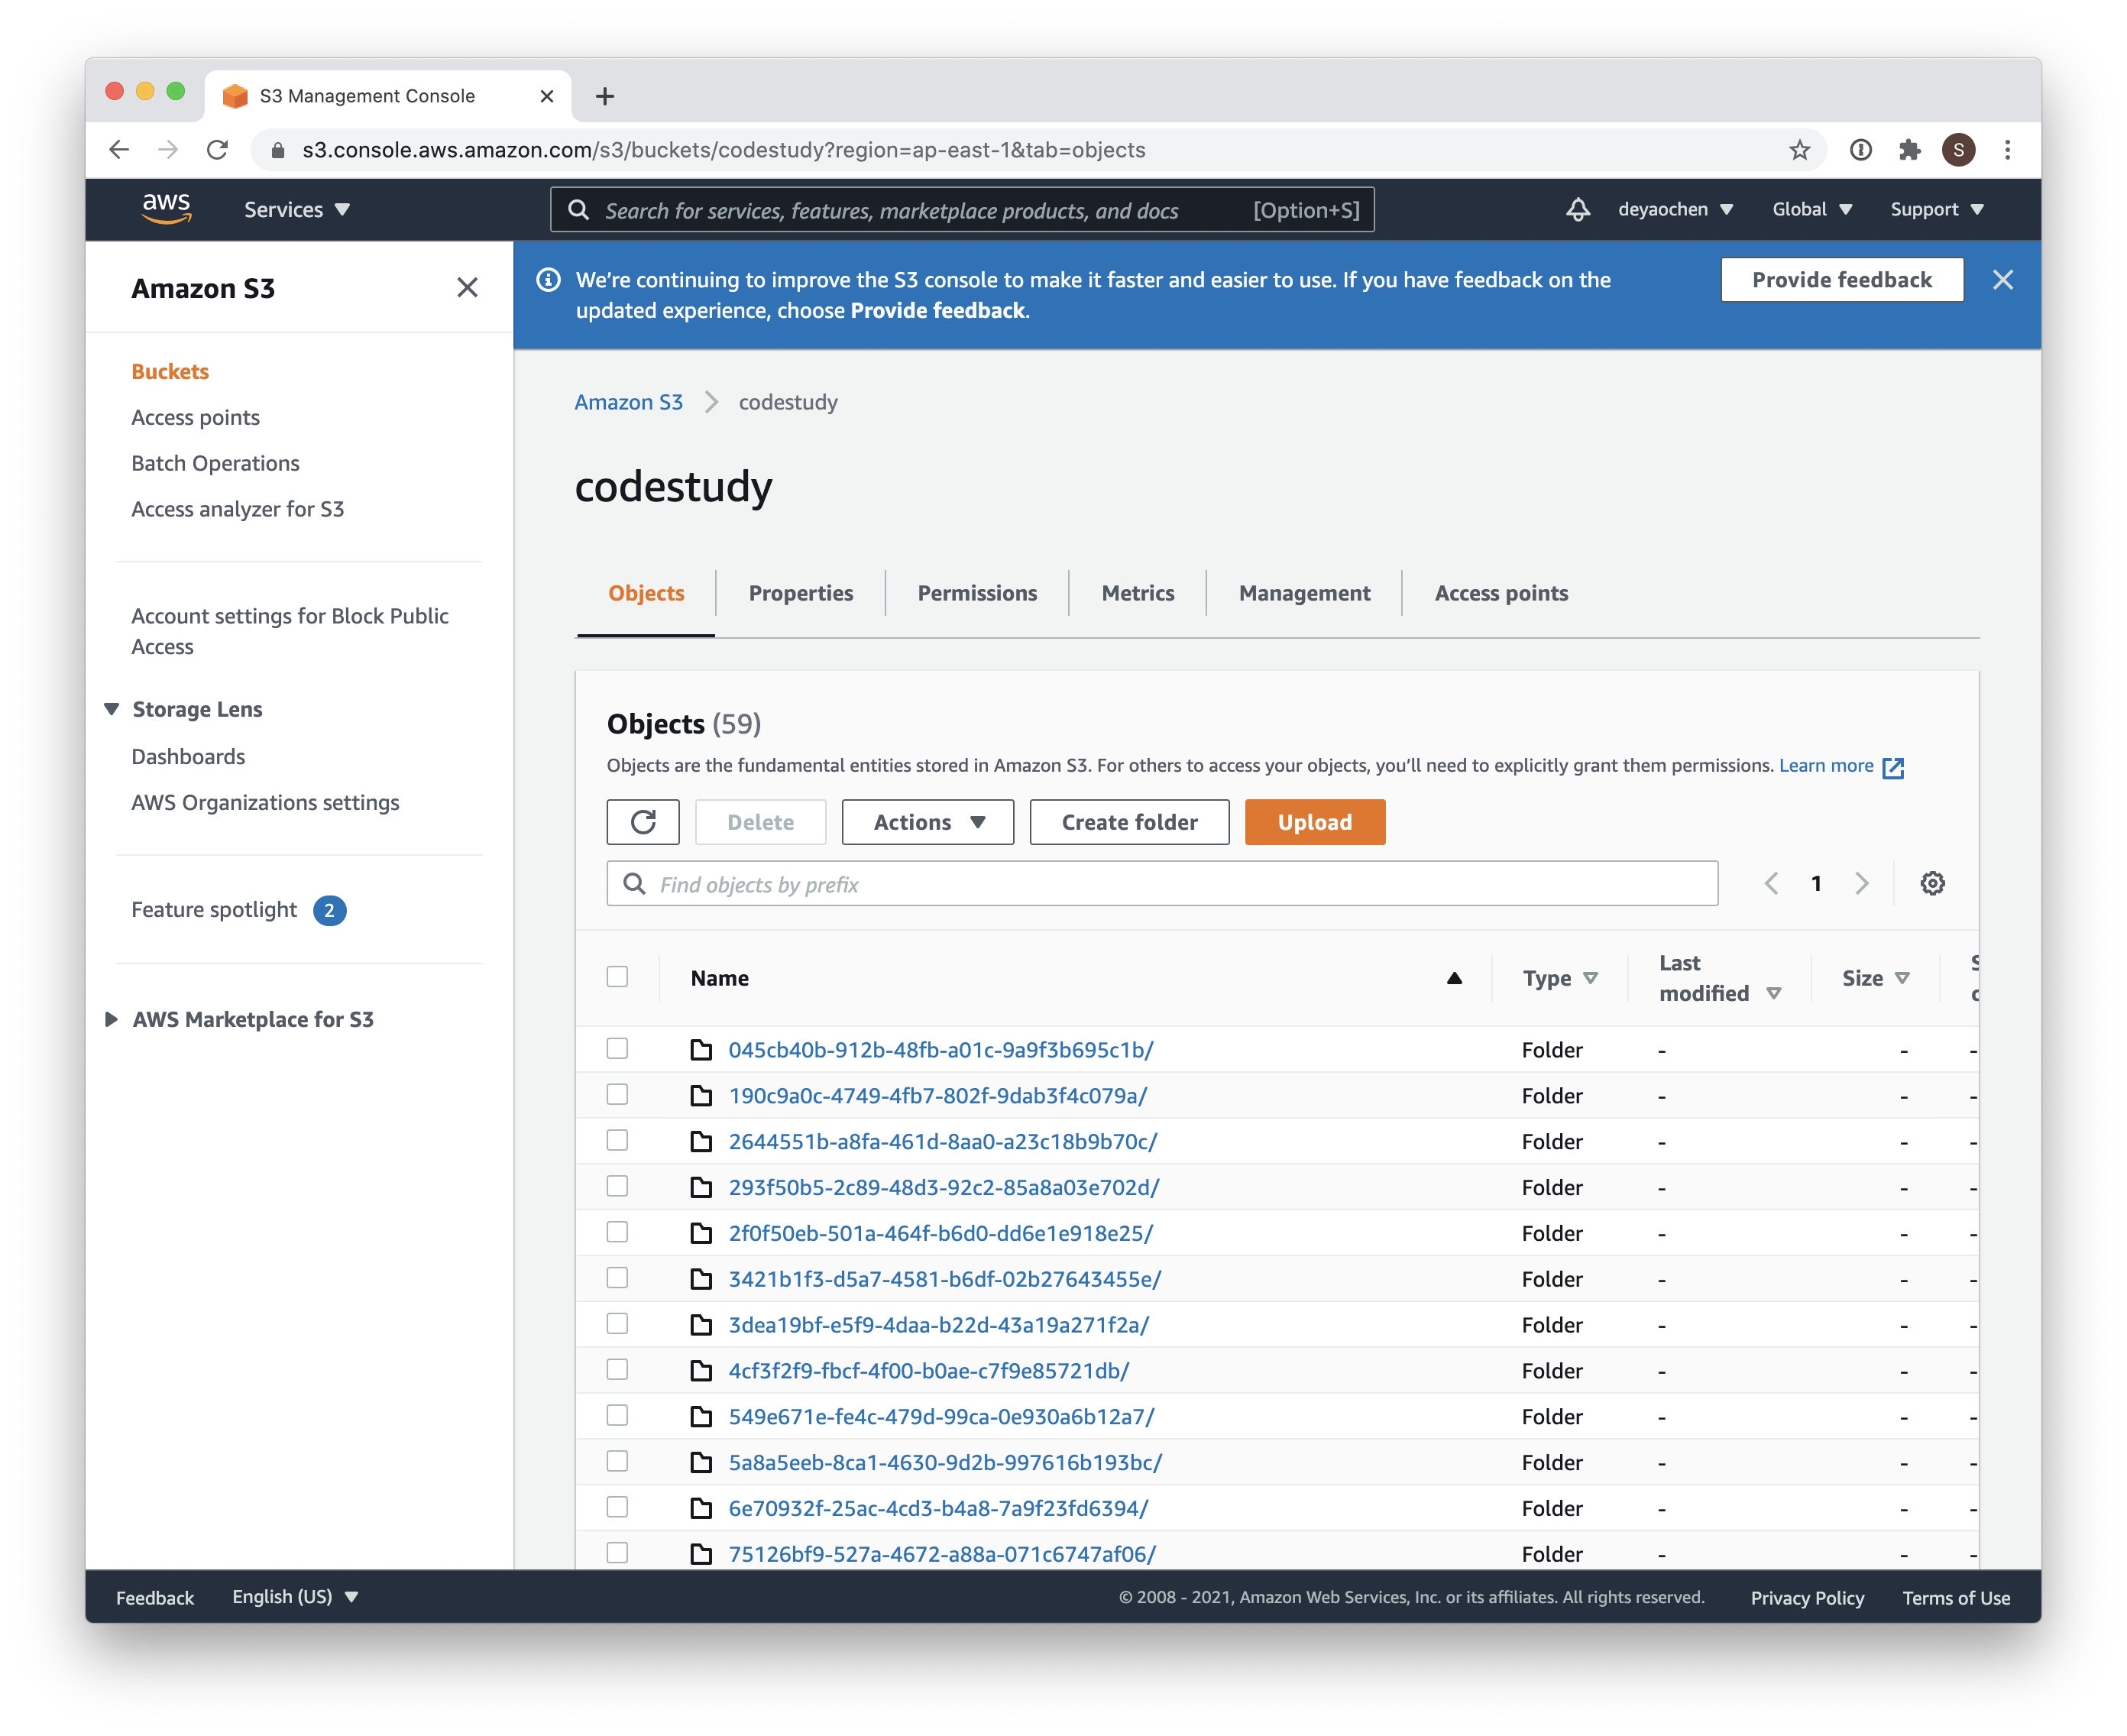 S3 Management Console
s3.console.aws.amazon.com/s3/buckets/codestudy?region=ap-east-1&tab=objects
S
aws
Services
Search for services, features, marketplace products, and docs
[Option+S]
deyaochen
Global
Support
Amazon S3
We're continuing to improve the S3 console to make it faster and easier to use. If you have feedback on the
updated experience, choose Provide feedback.
Provide feedback
Buckets
Access points
Batch Operations
Access analyzer for S3
Account settings for Block Public
Access
Storage Lens
Dashboards
AWS Organizations settings
Feature spotlight 2
AWS Marketplace for S3
Amazon S3 codestudy
codestudy
Objects Properties Permissions Metrics Management Access points
Objects (59)
Objects are the fundamental entities stored in Amazon S3. For others to access your objects, you'll need to explicitly grant them permissions. Learn more
Delete Actions Create folder Upload
Find objects by prefix
1
Name Type Last modified Size
045cb40b-912b-48fb-a01c-9a9f3b695c1b/ Folder - - -
190c9a0c-4749-4fb7-802f-9dab3f4c079a/ Folder - - -
2644551b-a8fa-461d-8aa0-a23c18b9b70c/ Folder - - -
293f50b5-2c89-48d3-92c2-85a8a03e702d/ Folder - - -
2f0f50eb-501a-464f-b6d0-dd6e1e918e25/ Folder - - -
3421b1f3-d5a7-4581-b6df-02b27643455e/ Folder - - -
3dea19bf-e5f9-4daa-b22d-43a19a271f2a/ Folder - - -
4cf3f2f9-fbcf-4f00-b0ae-c7f9e85721db/ Folder - - -
549e671e-fe4c-479d-99ca-0e930a6b12a7/ Folder - - -
5a8a5eeb-8ca1-4630-9d2b-997616b193bc/ Folder - - -
6e70932f-25ac-4cd3-b4a8-7a9f23fd6394/ Folder - - -
75126bf9-527a-4672-a88a-071c6747af06/ Folder - - -
Feedback English (US) © 2008 - 2021, Amazon Web Services, Inc. or its affiliates. All rights reserved. Privacy Policy Terms of Use